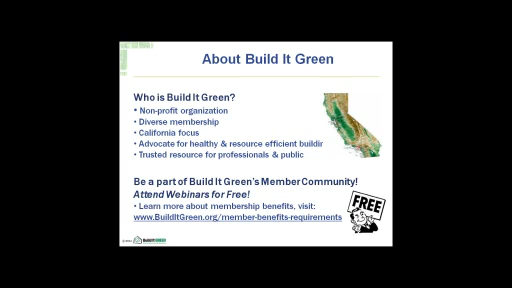 About Build It Green
Who is Build It Green?
• Non-profit organization
• Diverse membership
• California focus
• Advocate for healthy & resource efficient buildin
• Trusted resource for professionals & public
Be a part of Build It Green's Member Community!
Attend Webinars for Free!
• Learn more about membership benefits, visit:
www.BuildItGreen.org/member-benefits-requirements
FREE
BuildItGREEN